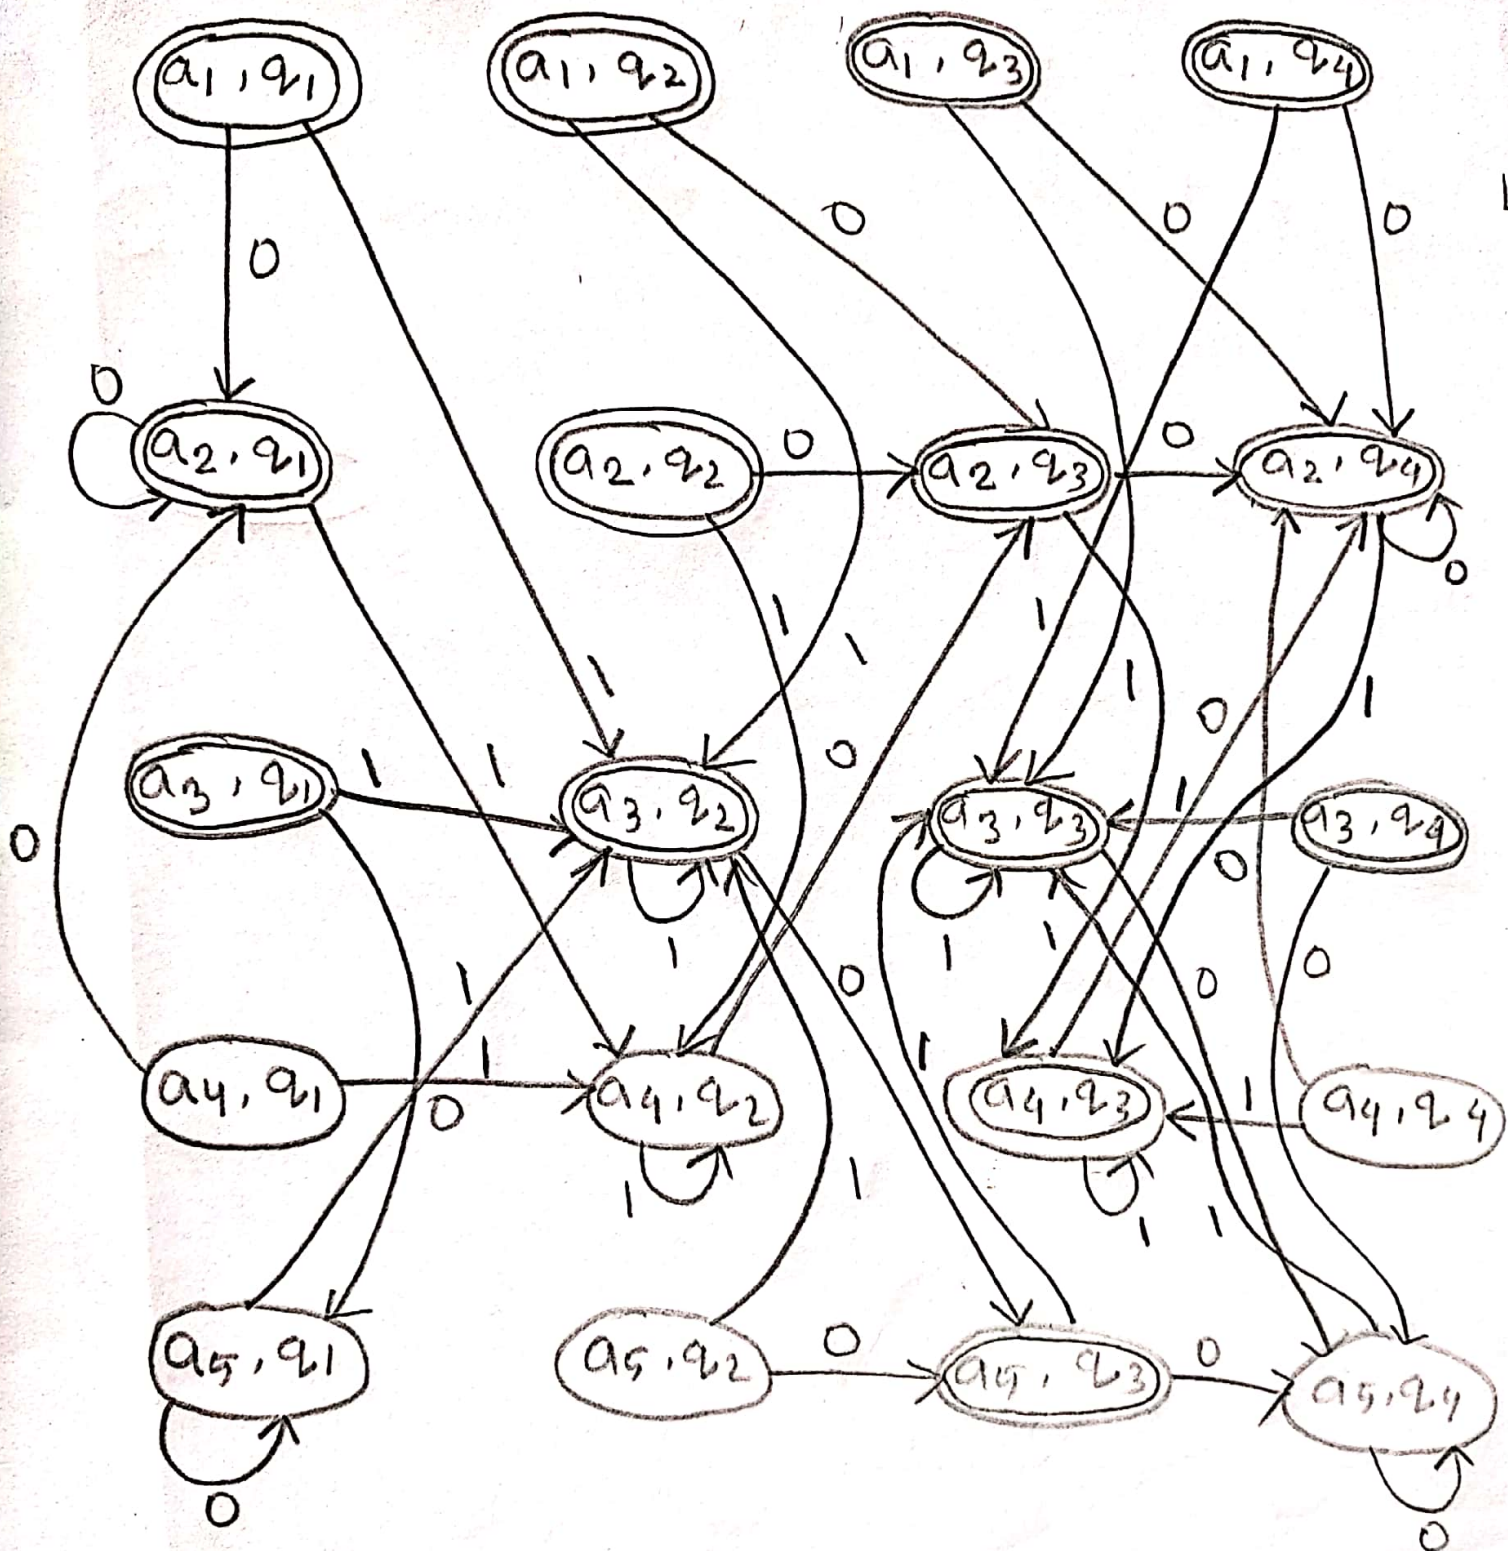 a1, q1 a1, q2 a1, q3 a1, q4
1
0 0 0
0
0
0 0
a2, q1 a2, q2 a2, q3 a2, q4
0
1 1 1
1 1 1
0
1 1 0
a3, q1 a3, q2 1 a3, q3 a3, q4
0 0
1 1 1 0
1 0 0
1 1
a4, q1 0 a4, q2 a4, q3 1 a4, q4
1 1
1 1
0 0
a5, q1 a5, q2 a5, q3 a5, q4
0 0